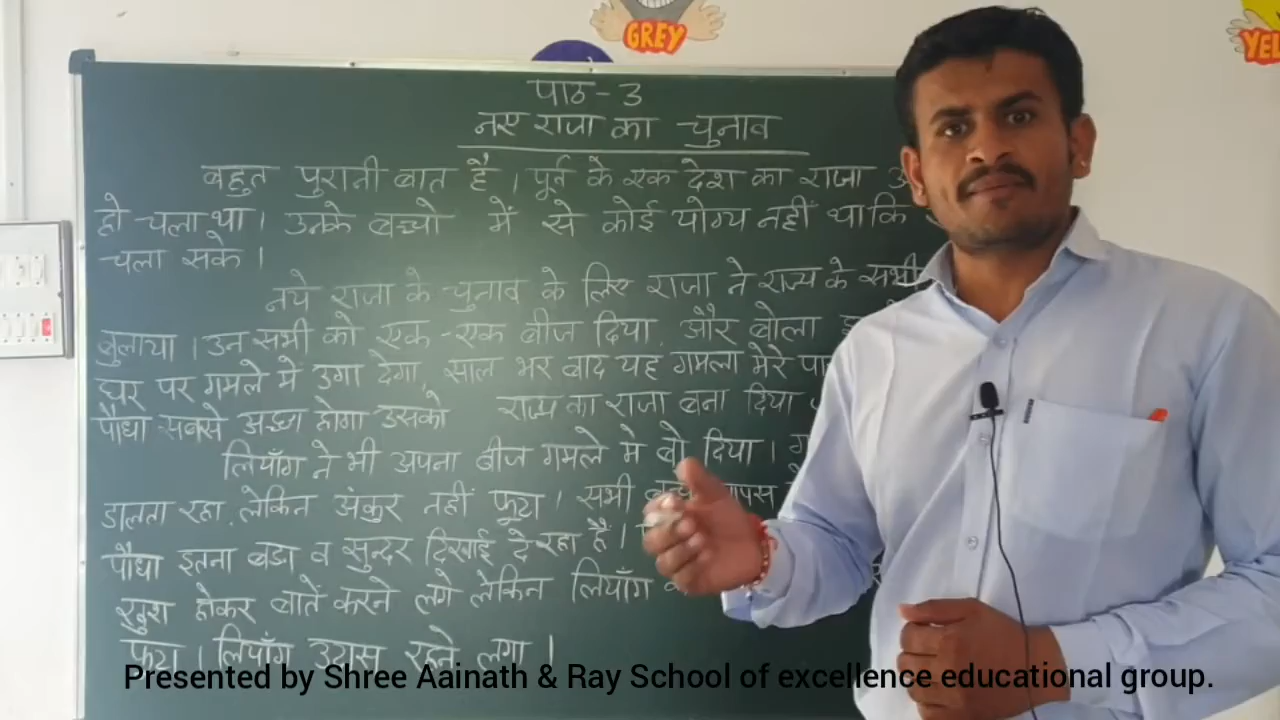 GREY
YEL
पाठ - 3
नए राजा का चुनाव
बहुत पुरानी बात है । पूर्व के एक देश का राजा
हो चला था । उनके बच्चो में से कोई योग्य नहीं था कि
चला सके ।
नये राजा के चुनाव के लिए राजा ने राज्य के सभी
बुलाया । उन सभी को एक - एक बीज दिया. और बोला
घर पर गमले मे उगा देगा, साल भर बाद यह गमला मेरे
पौधा सबसे अच्छा होगा उसको राज्य का राजा बना दिया
लियाँग ने भी अपना बीज गमले मे बो दिया ।
डालता रहा. लेकिन अंकुर नहीं फूटा । सभी
पौधा इतना बडा व सुन्दर दिखाई दे रहा है ।
खुश होकर बातें करने लगे लेकिन लियाँग
फूटा । लियाँग उदास रहने लगा ।
Presented by Shree Aainath & Ray School of excellence educational group.